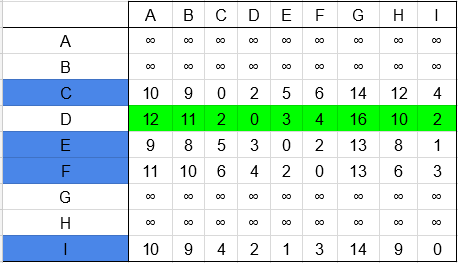 A B C D E F G H I
A ∞ ∞ ∞ ∞ ∞ ∞ ∞ ∞ ∞
B ∞ ∞ ∞ ∞ ∞ ∞ ∞ ∞ ∞
C 10 9 0 2 5 6 14 12 4
D 12 11 2 0 3 4 16 10 2
E 9 8 5 3 0 2 13 8 1
F 11 10 6 4 2 0 13 6 3
G ∞ ∞ ∞ ∞ ∞ ∞ ∞ ∞ ∞
H ∞ ∞ ∞ ∞ ∞ ∞ ∞ ∞ ∞
I 10 9 4 2 1 3 14 9 0